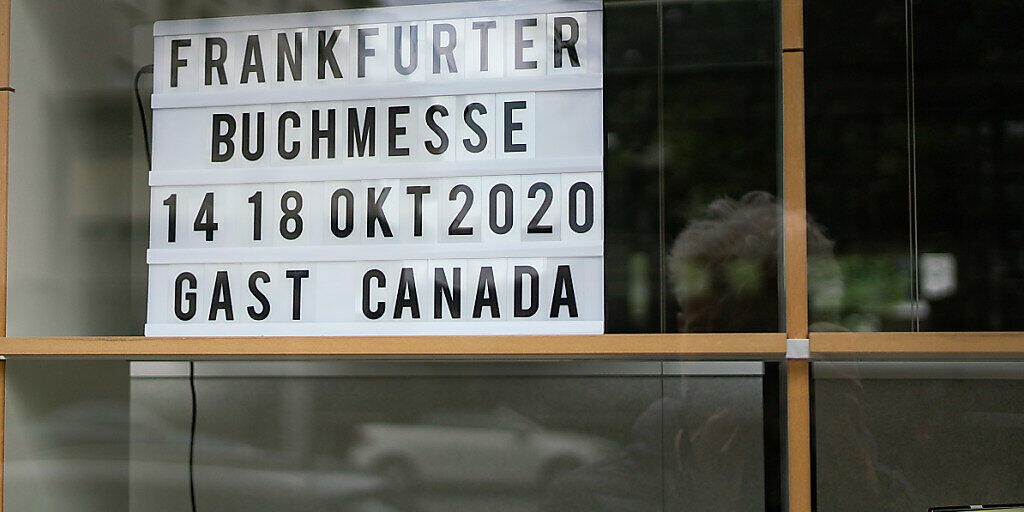 FRANKFURTER
BUCHMESSE
14 18 OKT 2020
GAST CANADA